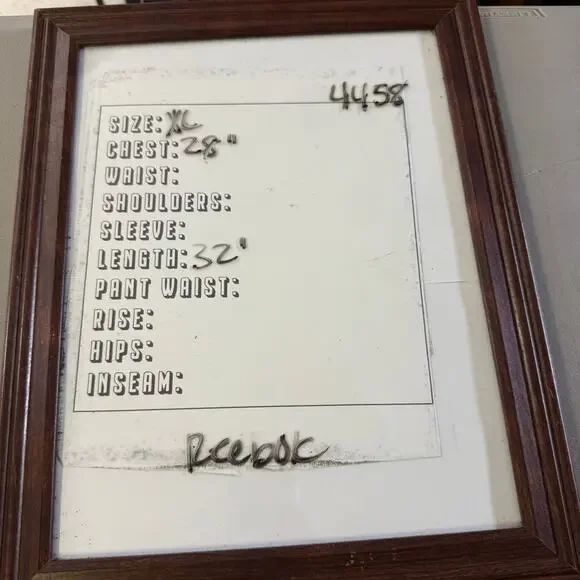 4458
SIZE: XL
CHEST: 28"
WAIST:
SHOULDERS:
SLEEVE:
LENGTH: 32"
PANT WAIST:
RISE:
HIPS:
INSEAM:
Reebok